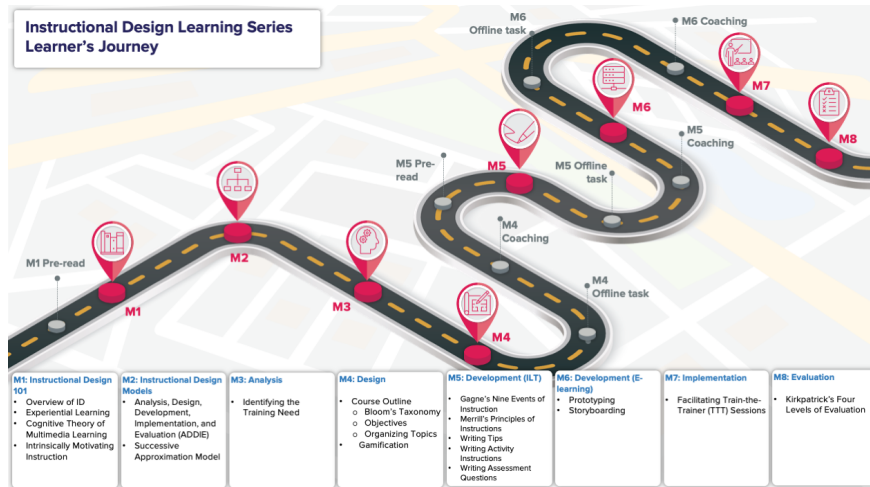 Instructional Design Learning Series
Learner's Journey
M6
Offline task
M6 Coaching
M7
M8
M6
M5
Coaching
M5 Offline
task
M5
M5 Pre-
read
M4
Coaching
M4
Offline task
M1 Pre-read
M1
M2
M3
M4
M1: Instructional Design
101
• Overview of ID
• Experiential Learning
• Cognitive Theory of
Multimedia Learning
• Intrinsically Motivating
Instruction
M2: Instructional Design
Models
• Analysis, Design,
Development,
Implementation, and
Evaluation (ADDIE)
• Successive
Approximation Model
M3: Analysis
• Identifying the
Training Need
M4: Design
• Course Outline
o Bloom's Taxonomy
o Objectives
o Organizing Topics
• Gamification
M5: Development (ILT)
• Gagne's Nine Events of
Instruction
• Merrill's Principles of
Instructions
• Writing Tips
• Writing Activity
Instructions
• Writing Assessment
Questions
M6: Development (E-
learning)
• Prototyping
• Storyboarding
M7: Implementation
• Facilitating Train-the-
Trainer (TTT) Sessions
M8: Evaluation
• Kirkpatrick's Four
Levels of Evaluation